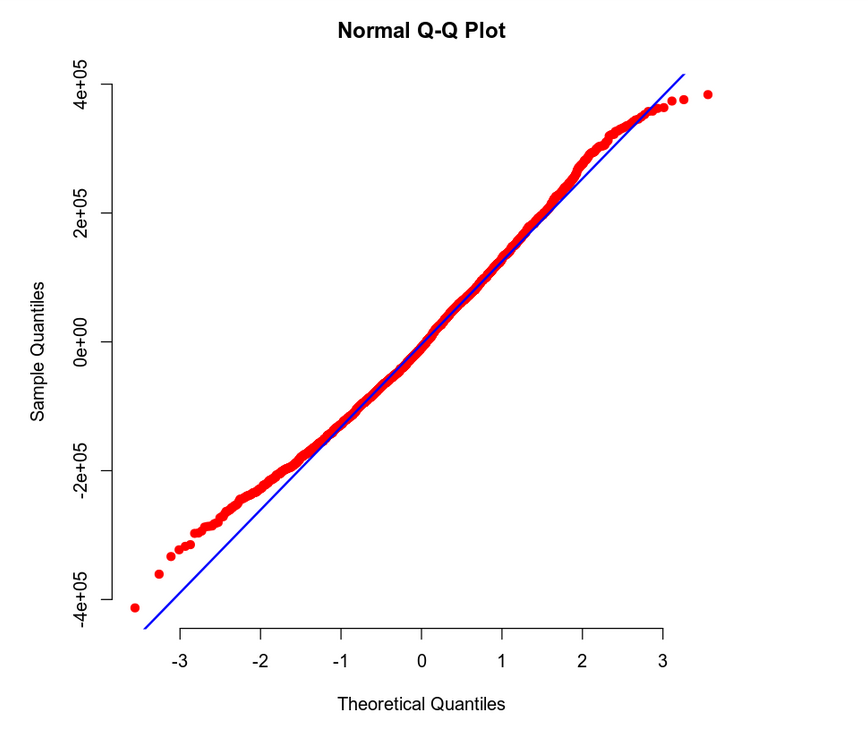 Normal Q-Q Plot
4e+05
2e+05
0e+00
-2e+05
-4e+05
Sample Quantiles
-3 -2 -1 0 1 2 3
Theoretical Quantiles